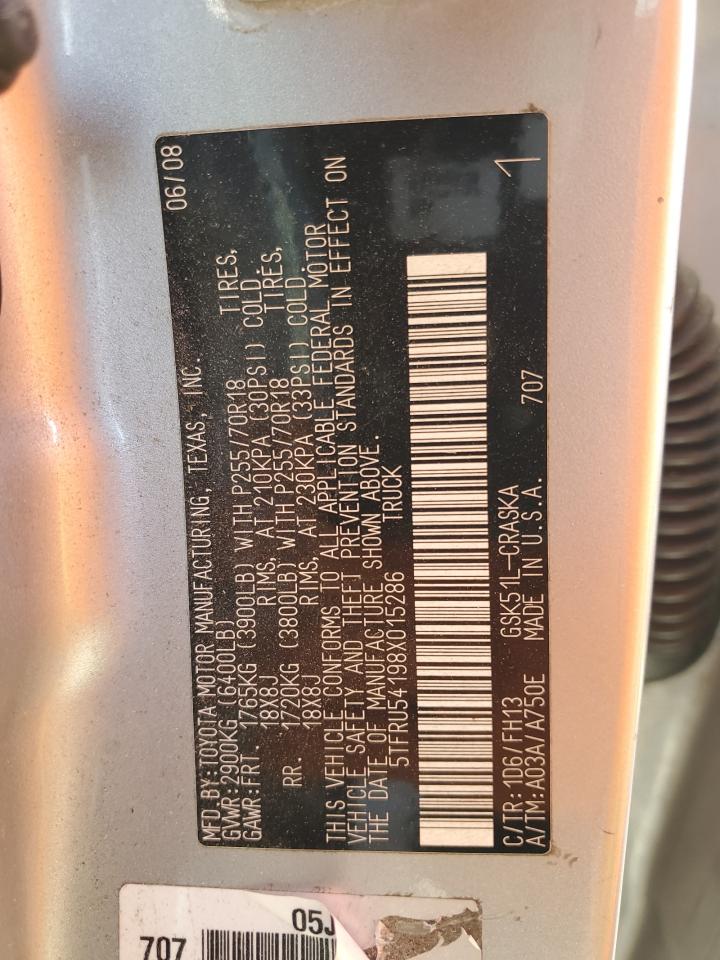 MFD.BY:TOYOTA MOTOR MANUFACTURING, TEXAS, INC. 06/08
GVWR:2900KG (6400LB)
GAWR:FRT. 1765KG (3900LB) WITH P255/70R18 TIRES,
18X8J RIMS, AT 210KPA (30PSI) COLD.
RR. 1720KG (3800LB) WITH P255/70R18 TIRES,
18X8J RIMS, AT 230KPA (33PSI) COLD.
THIS VEHICLE CONFORMS TO ALL APPLICABLE FEDERAL MOTOR
VEHICLE SAFETY AND THEFT PREVENTION STANDARDS IN EFFECT ON
THE DATE OF MANUFACTURE SHOWN ABOVE.
5TFRU54198X015286 TRUCK
C/TR:1D6/FH13 GSK51L-CRASKA 707 1
A/TM:A03A/A750E MADE IN U.S.A.
05J
707